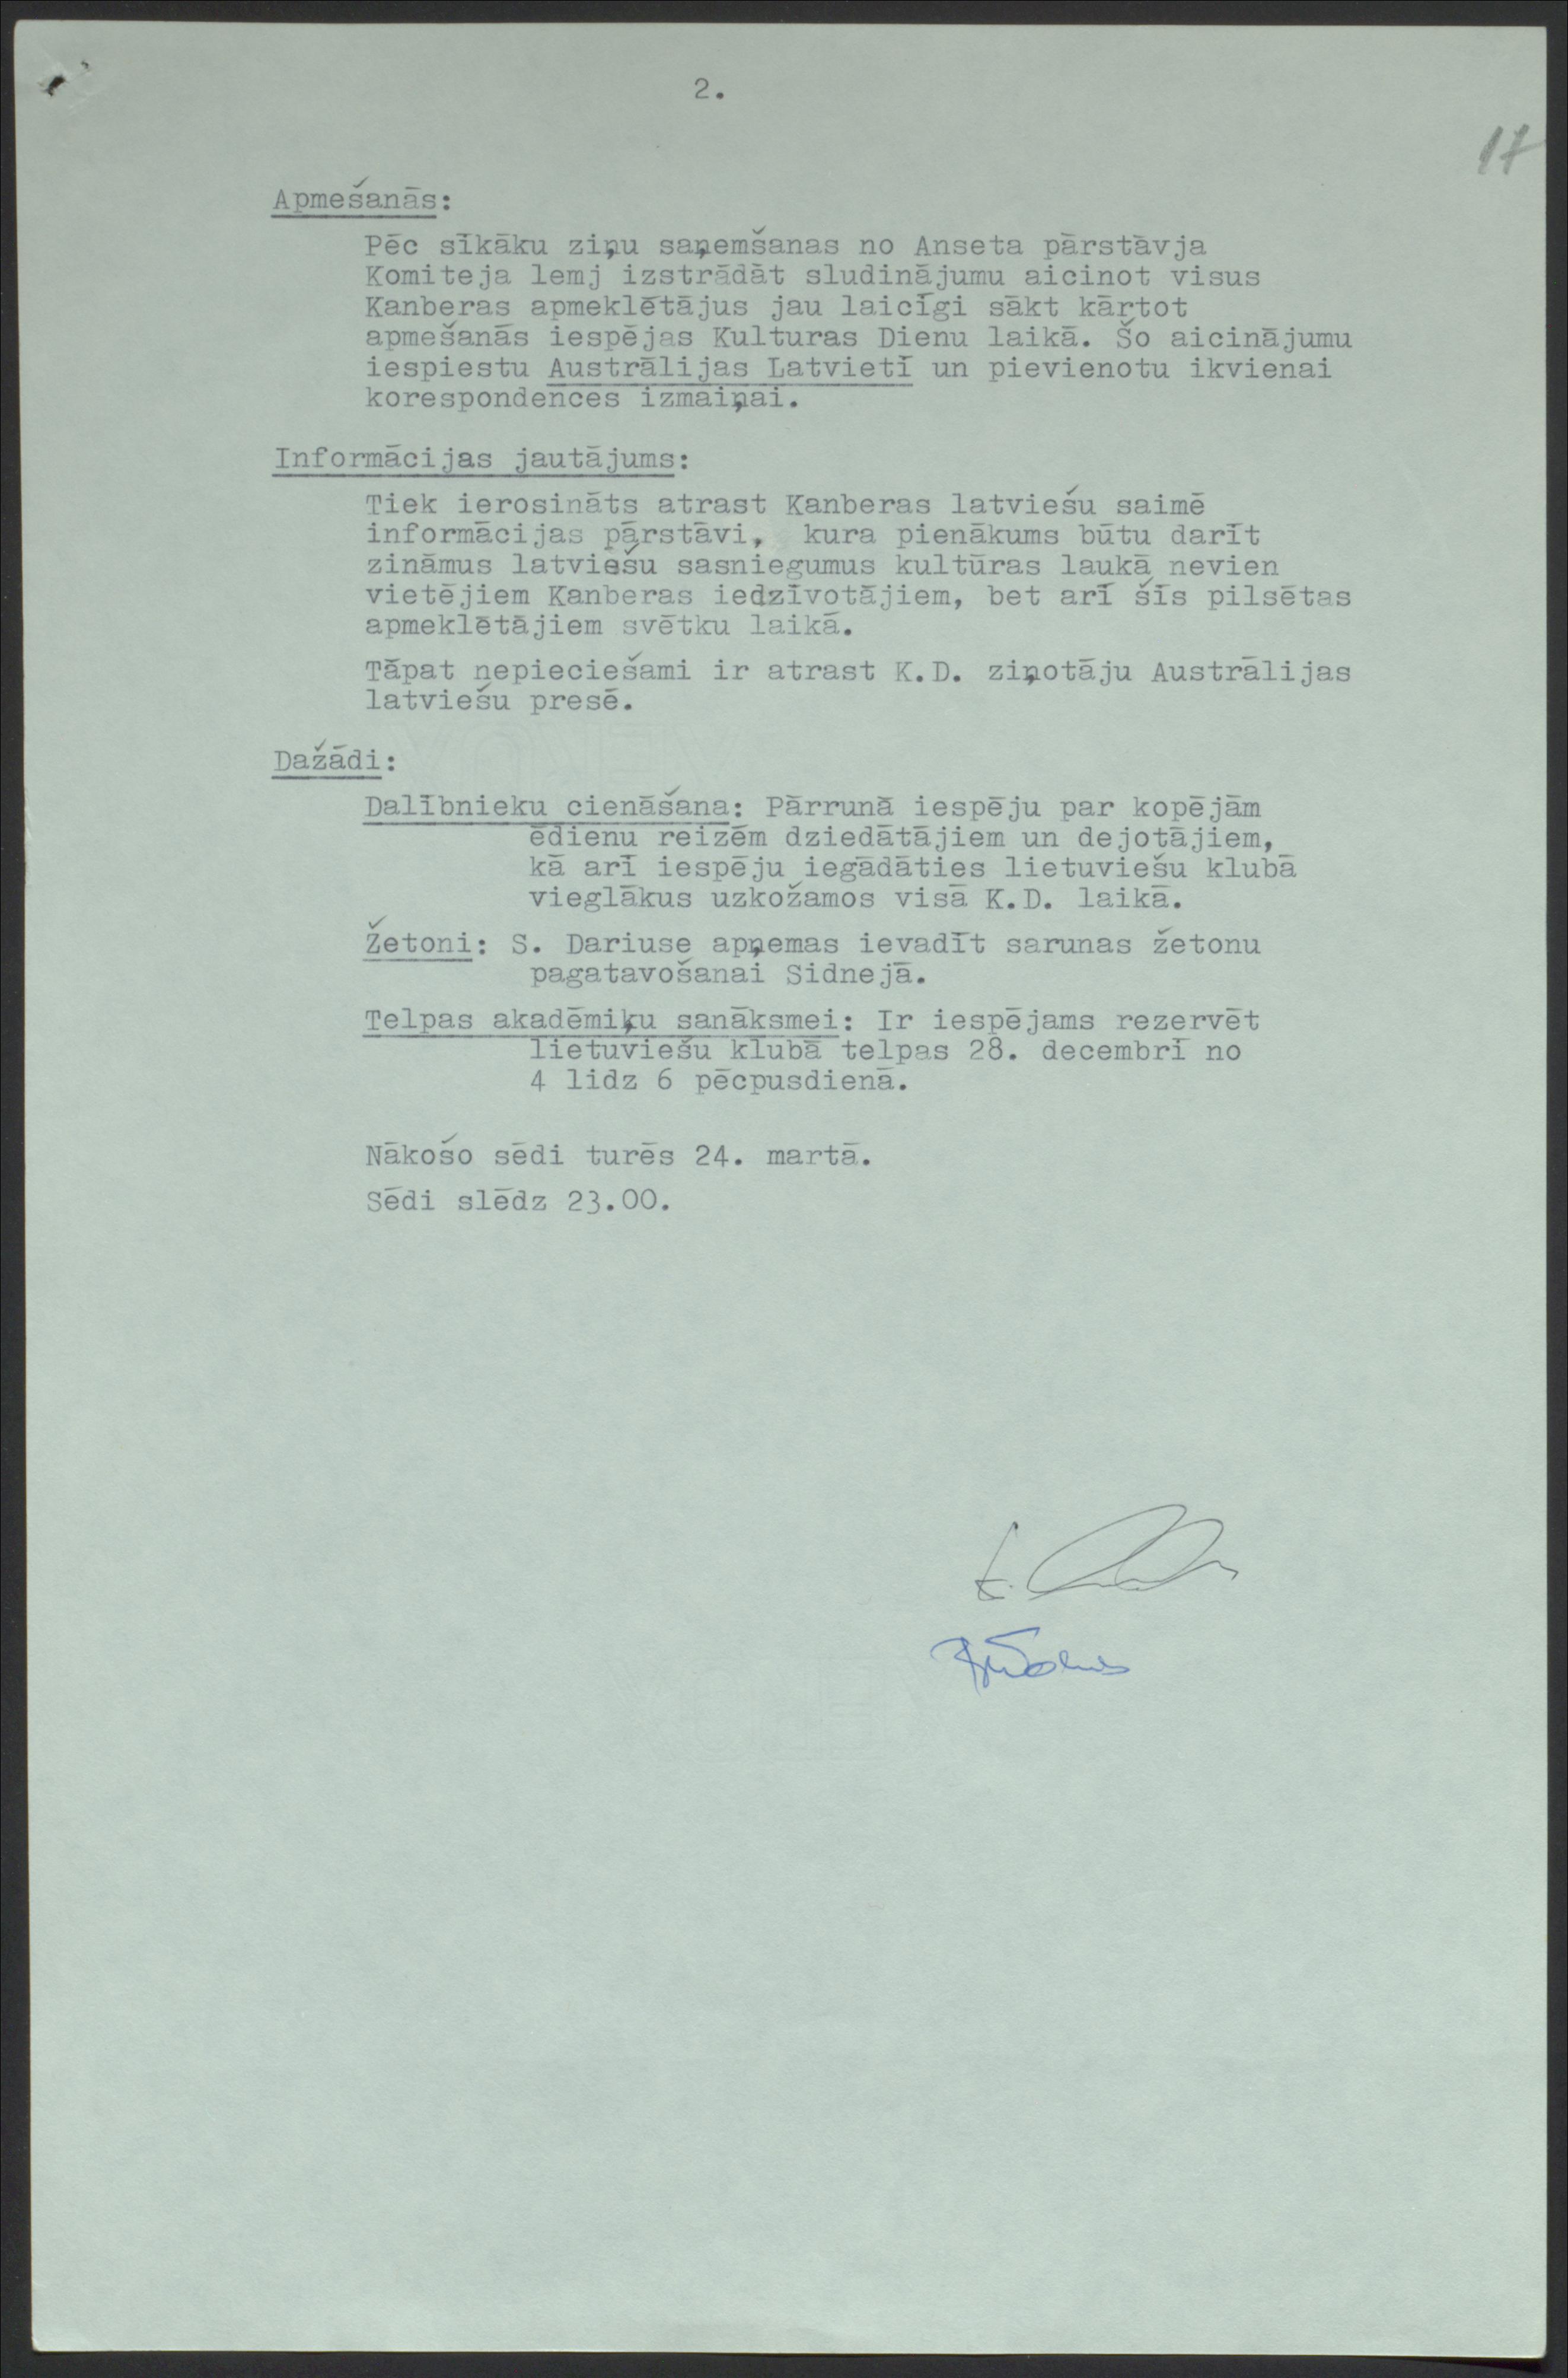 2.
17
Apmešanās:
Pēc sīkāku ziņu saņemšanas no Anseta pārstāvja
Komiteja lemj izstrādāt sludinājumu aicinot visus
Kanberas apmeklētājus jau laicīgi sākt kārtot
apmešanās iespējas Kulturas Dienu laikā. Šo aicinājumu
iespiestu Austrālijas Latvietī un pievienotu ikvienai
korespondences izmaiņai.
Informācijas jautājums:
Tiek ierosināts atrast Kanberas latviešu saimē
informācijas pārstāvi, kura pienākums būtu darīt
zināmus latviešu sasniegumus kultūras laukā nevien
vietējiem Kanberas iedzīvotājiem, bet arī šīs pilsētas
apmeklētājiem svētku laikā.
Tāpat nepieciešami ir atrast K.D. ziņotāju Austrālijas
latviešu presē.
Dažādi:
Dalībnieku cienāšana: Pārrunā iespēju par kopējām
ēdienu reizēm dziedātājiem un dejotājiem,
kā arī iespēju iegādāties lietuviešu klubā
vieglākus uzkožamos visā K.D. laikā.
Žetoni: S. Dariuse apņemas ievadīt sarunas žetonu
pagatavošanai Sidnejā.
Telpas akadēmiķu sanāksmei: Ir iespējams rezervēt
lietuviešu klubā telpas 28. decembrī no
4 lidz 6 pēcpusdienā.
Nākošo sēdi turēs 24. martā.
Sēdi slēdz 23.00.